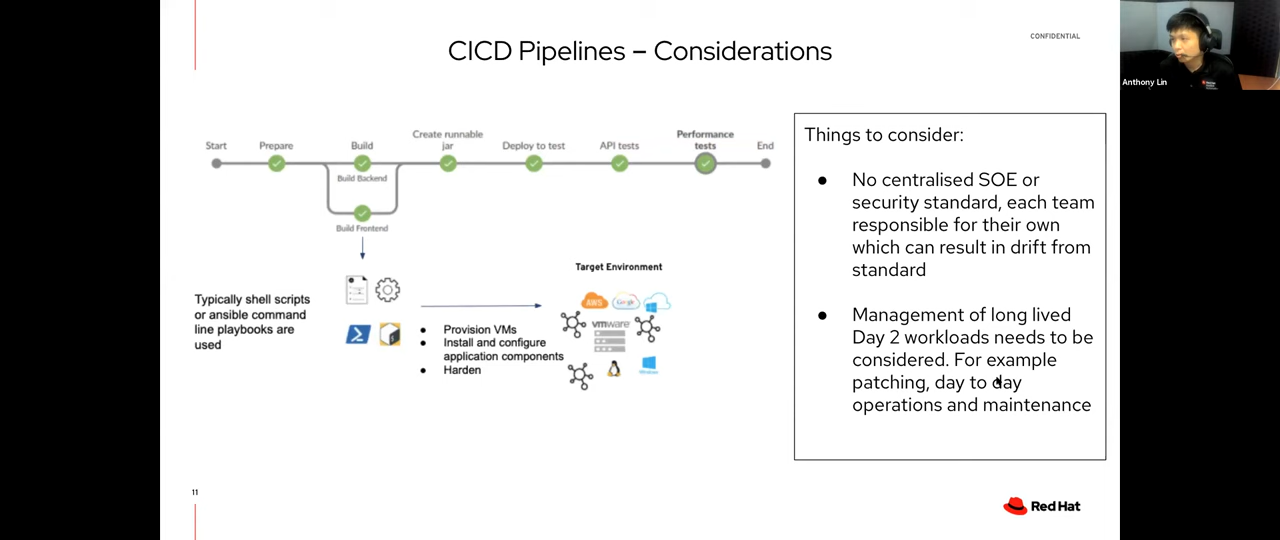 CONFIDENTIAL
Anthony Lin
CICD Pipelines – Considerations
Start
Prepare
Build
Create runnable
jar
Deploy to test
API tests
Performance
tests
End
Build Backend
Build Frontend
Typically shell scripts
or ansible command
line playbooks are
used
● Provision VMs
● Install and configure
application components
● Harden
Target Environment
AWS
Google
vmware
Windows
Things to consider:
● No centralised SOE or
security standard, each team
responsible for their own
which can result in drift from
standard
● Management of long lived
Day 2 workloads needs to be
considered. For example
patching, day to day
operations and maintenance
11
Red Hat